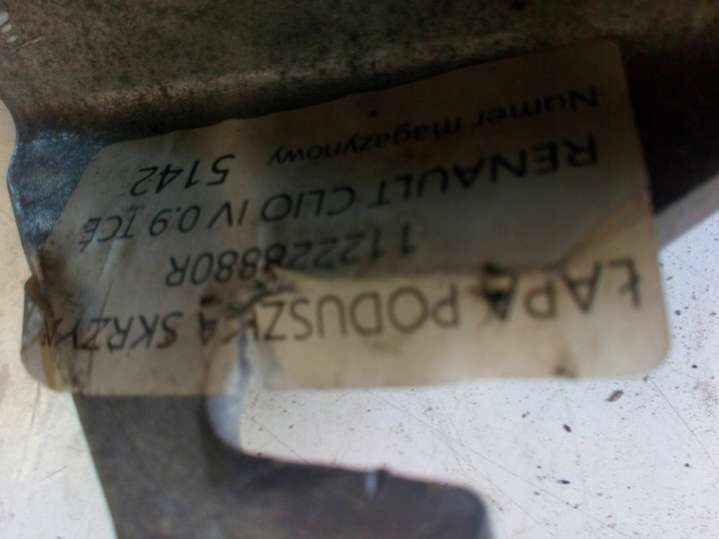 ŁAPA PODUSZKA SKRZYN
112228880R
RENAULT CLIO IV 0.9 TCE
Numer magazynowy 5142